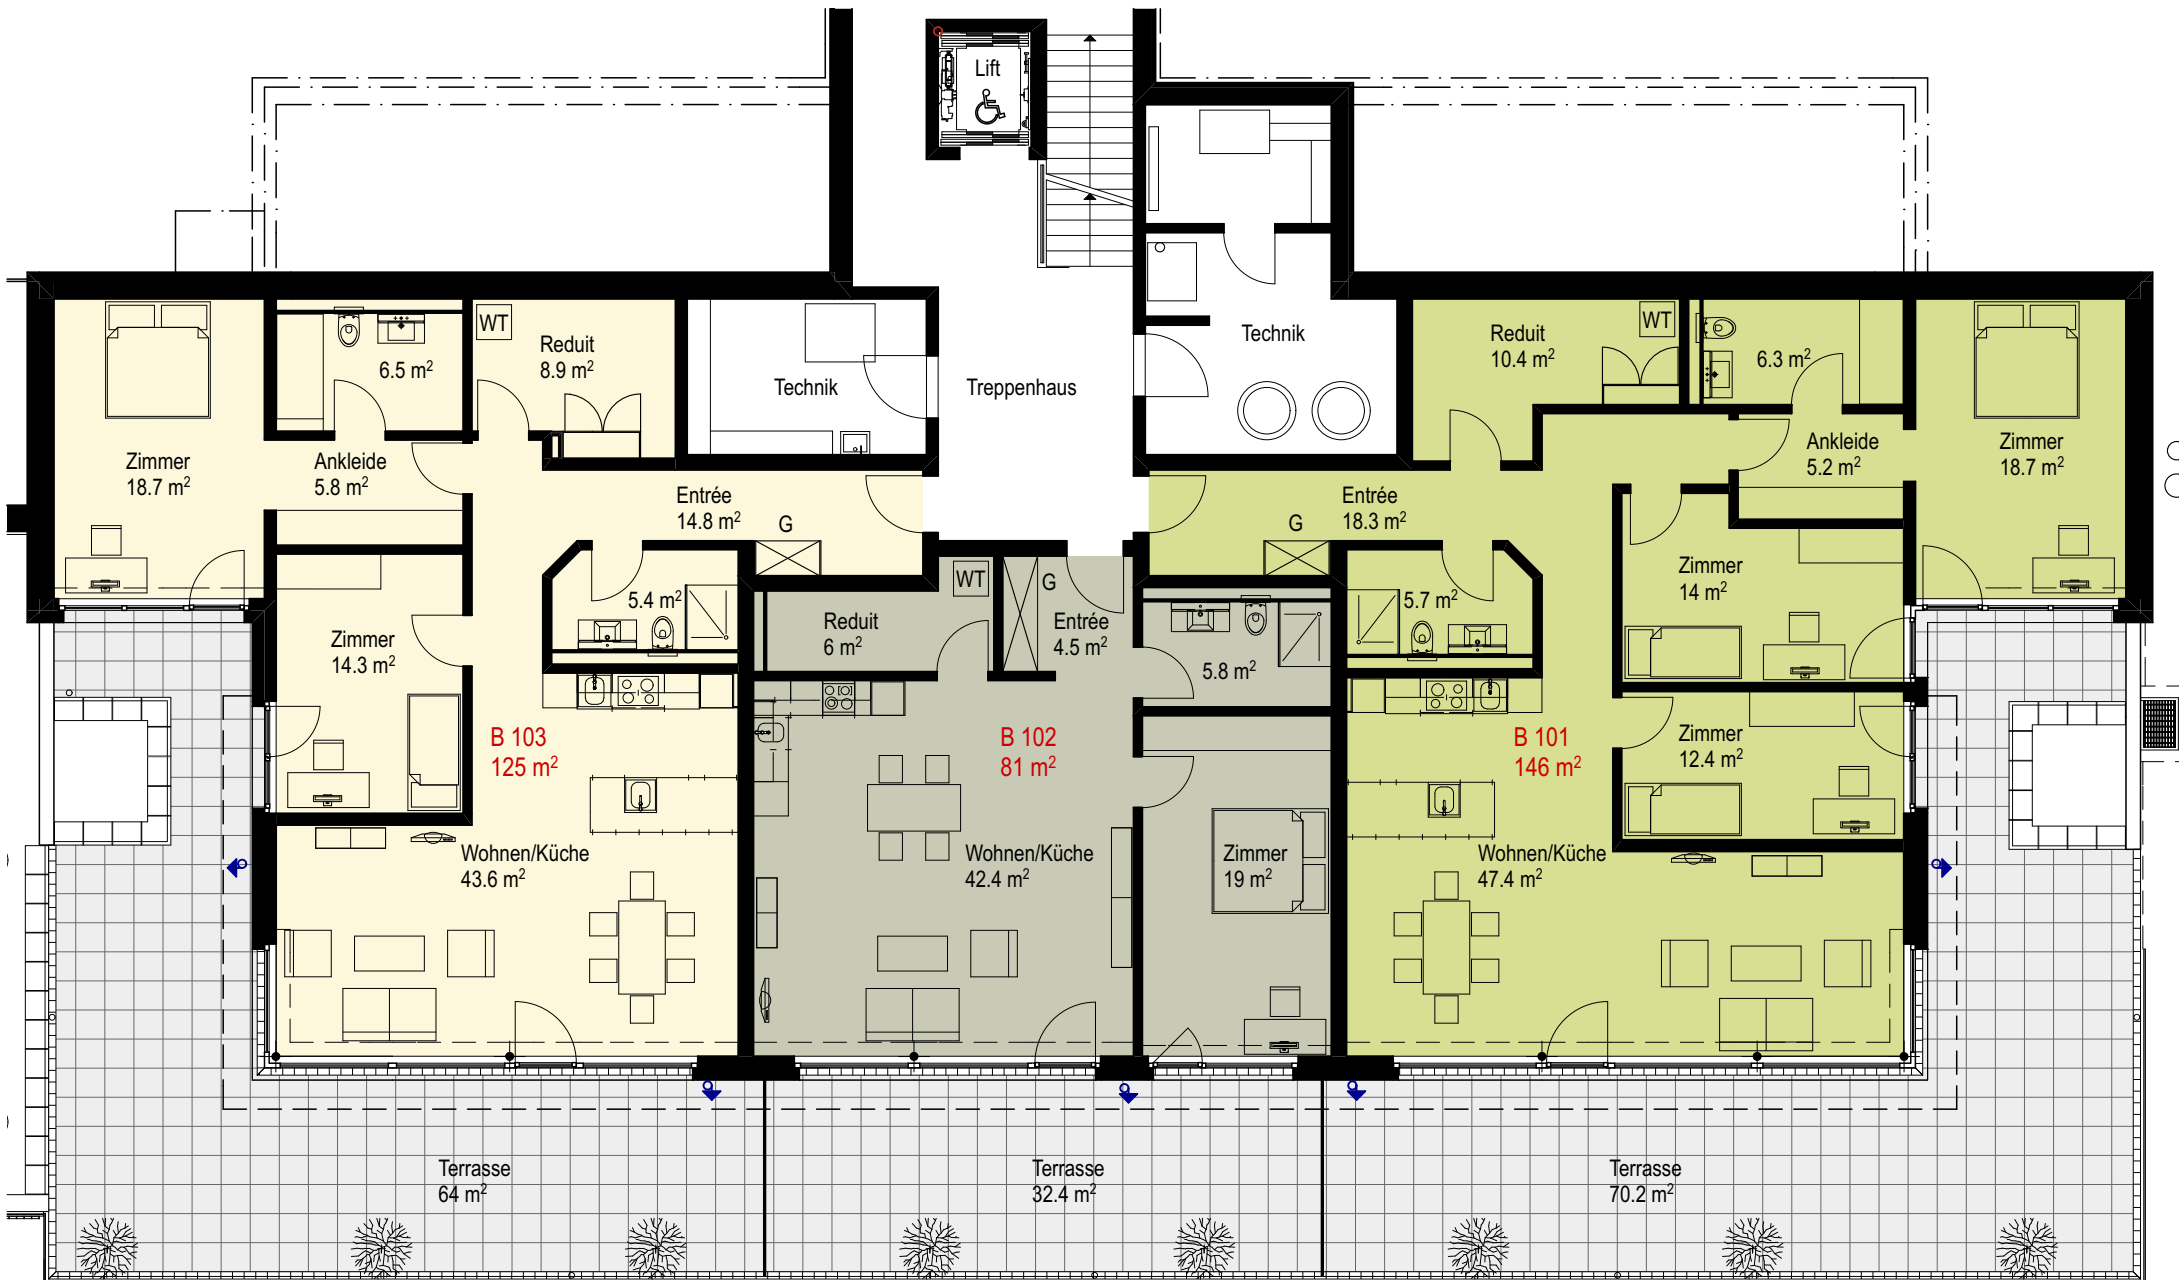 Lift
WT
Reduit
8.9 m²
6.5 m²
Technik
Treppenhaus
Technik
Reduit
10.4 m²
WT
6.3 m²
Zimmer
18.7 m²
Ankleide
5.8 m²
Entrée
14.8 m²
G
Entrée
18.3 m²
G
Ankleide
5.2 m²
Zimmer
18.7 m²
Zimmer
14.3 m²
5.4 m²
WT
G
Reduit
6 m²
Entrée
4.5 m²
5.8 m²
5.7 m²
Zimmer
14 m²
B 103
125 m²
B 102
81 m²
B 101
146 m²
Zimmer
12.4 m²
Wohnen/Küche
43.6 m²
Wohnen/Küche
42.4 m²
Zimmer
19 m²
Wohnen/Küche
47.4 m²
Terrasse
64 m²
Terrasse
32.4 m²
Terrasse
70.2 m²